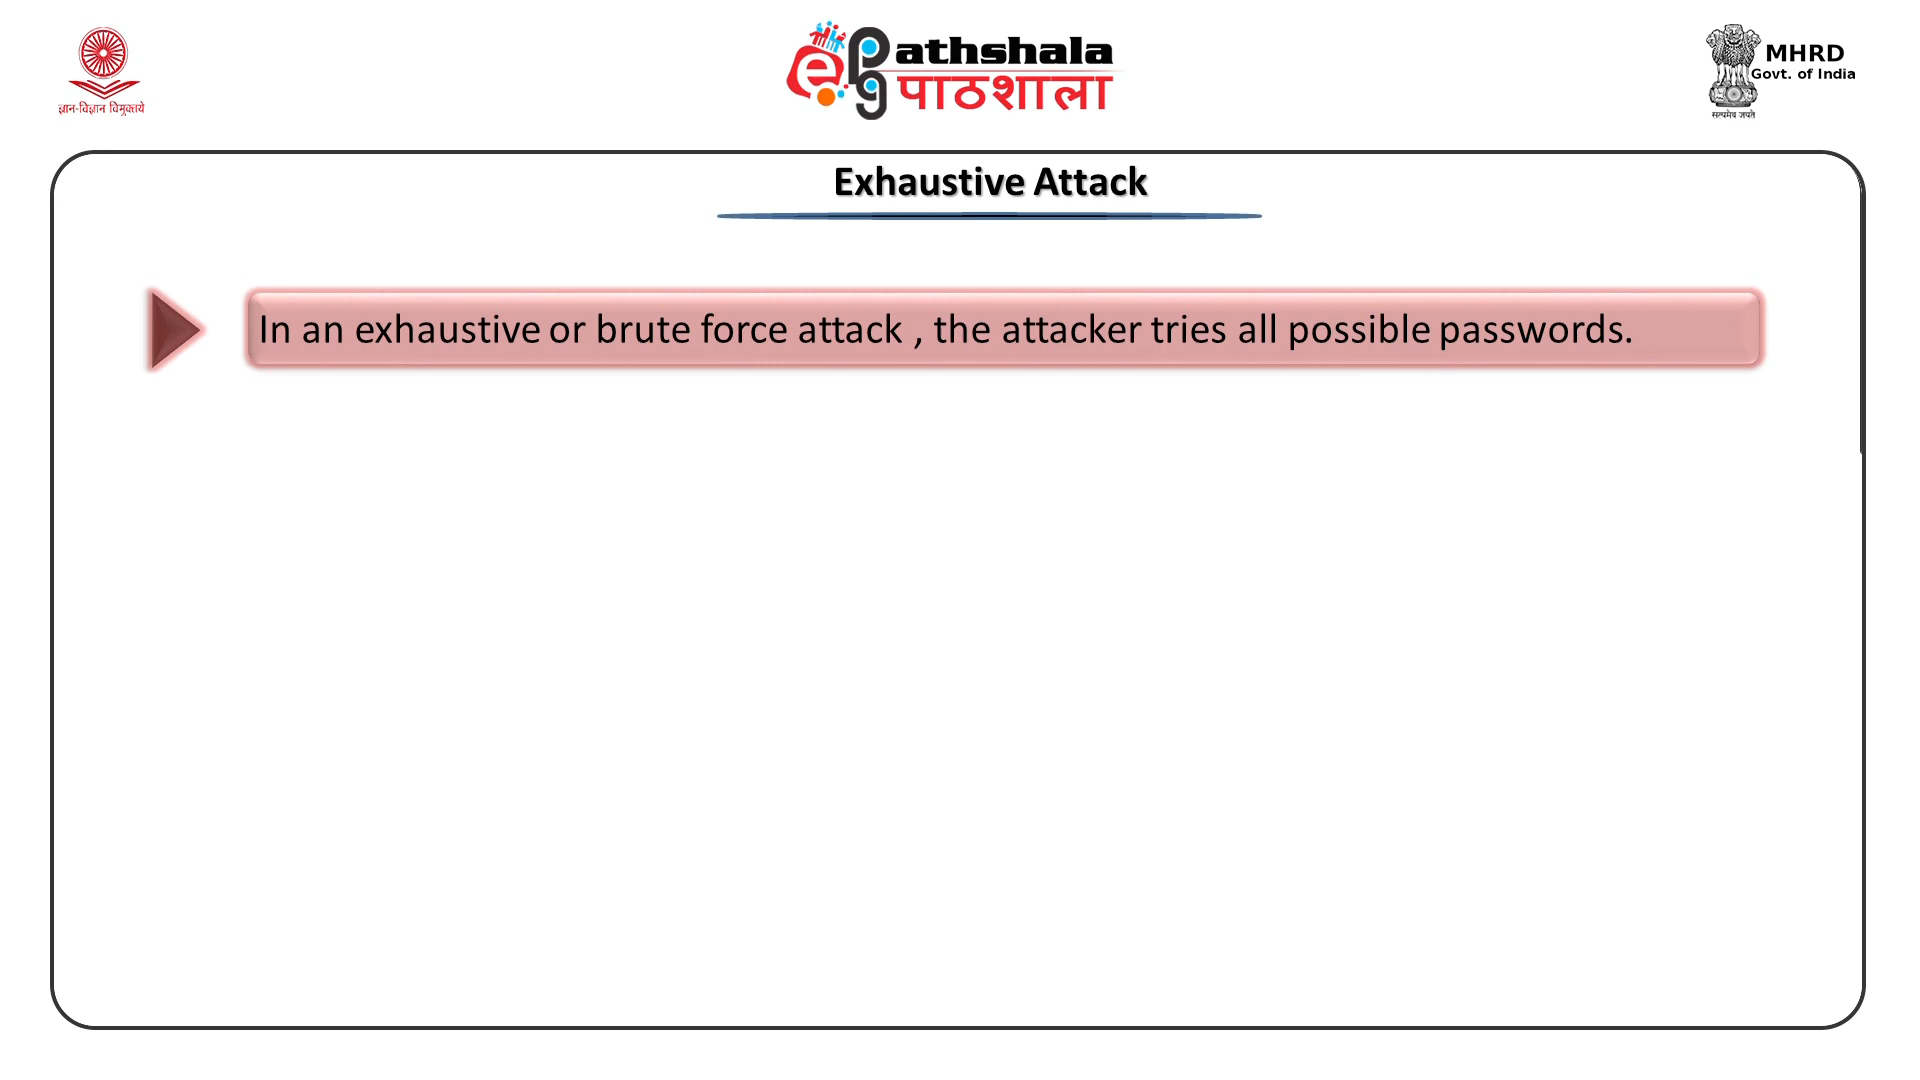 ज्ञान-विज्ञान विमुक्तये
e pg athshala
पाठशाला
MHRD
Govt. of India
सत्यमेव जयते
Exhaustive Attack
In an exhaustive or brute force attack , the attacker tries all possible passwords.